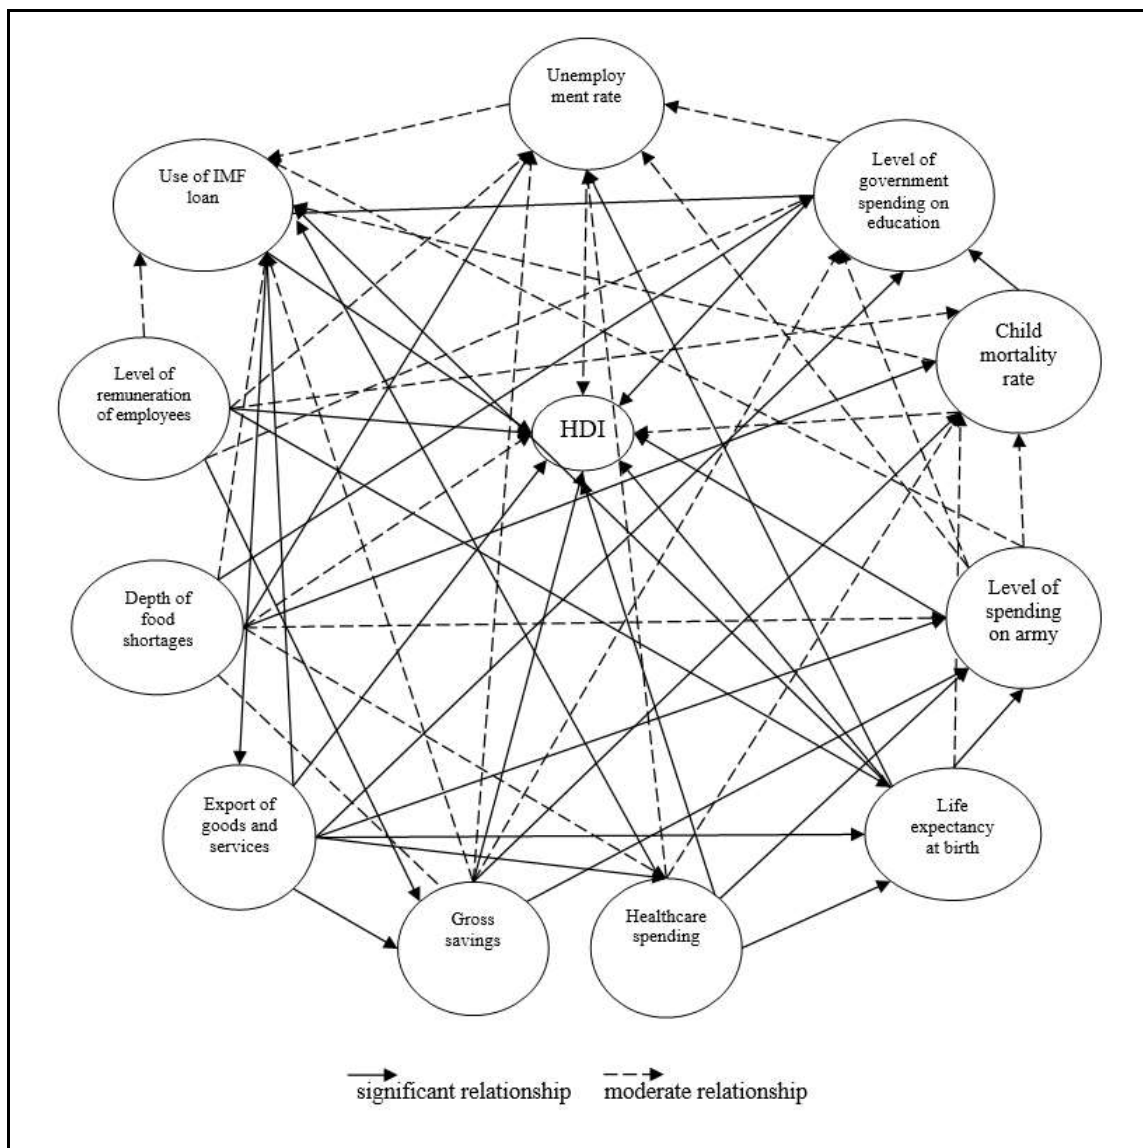 Unemploy
ment rate
Use of IMF
loan
Level of
government
spending on
education
Level of
remuneration
of employees
HDI
Child
mortality
rate
Depth of
food
shortages
Level of
spending
on army
Export of
goods and
services
Gross
savings
Healthcare
spending
Life
expectancy
at birth
significant relationship
moderate relationship